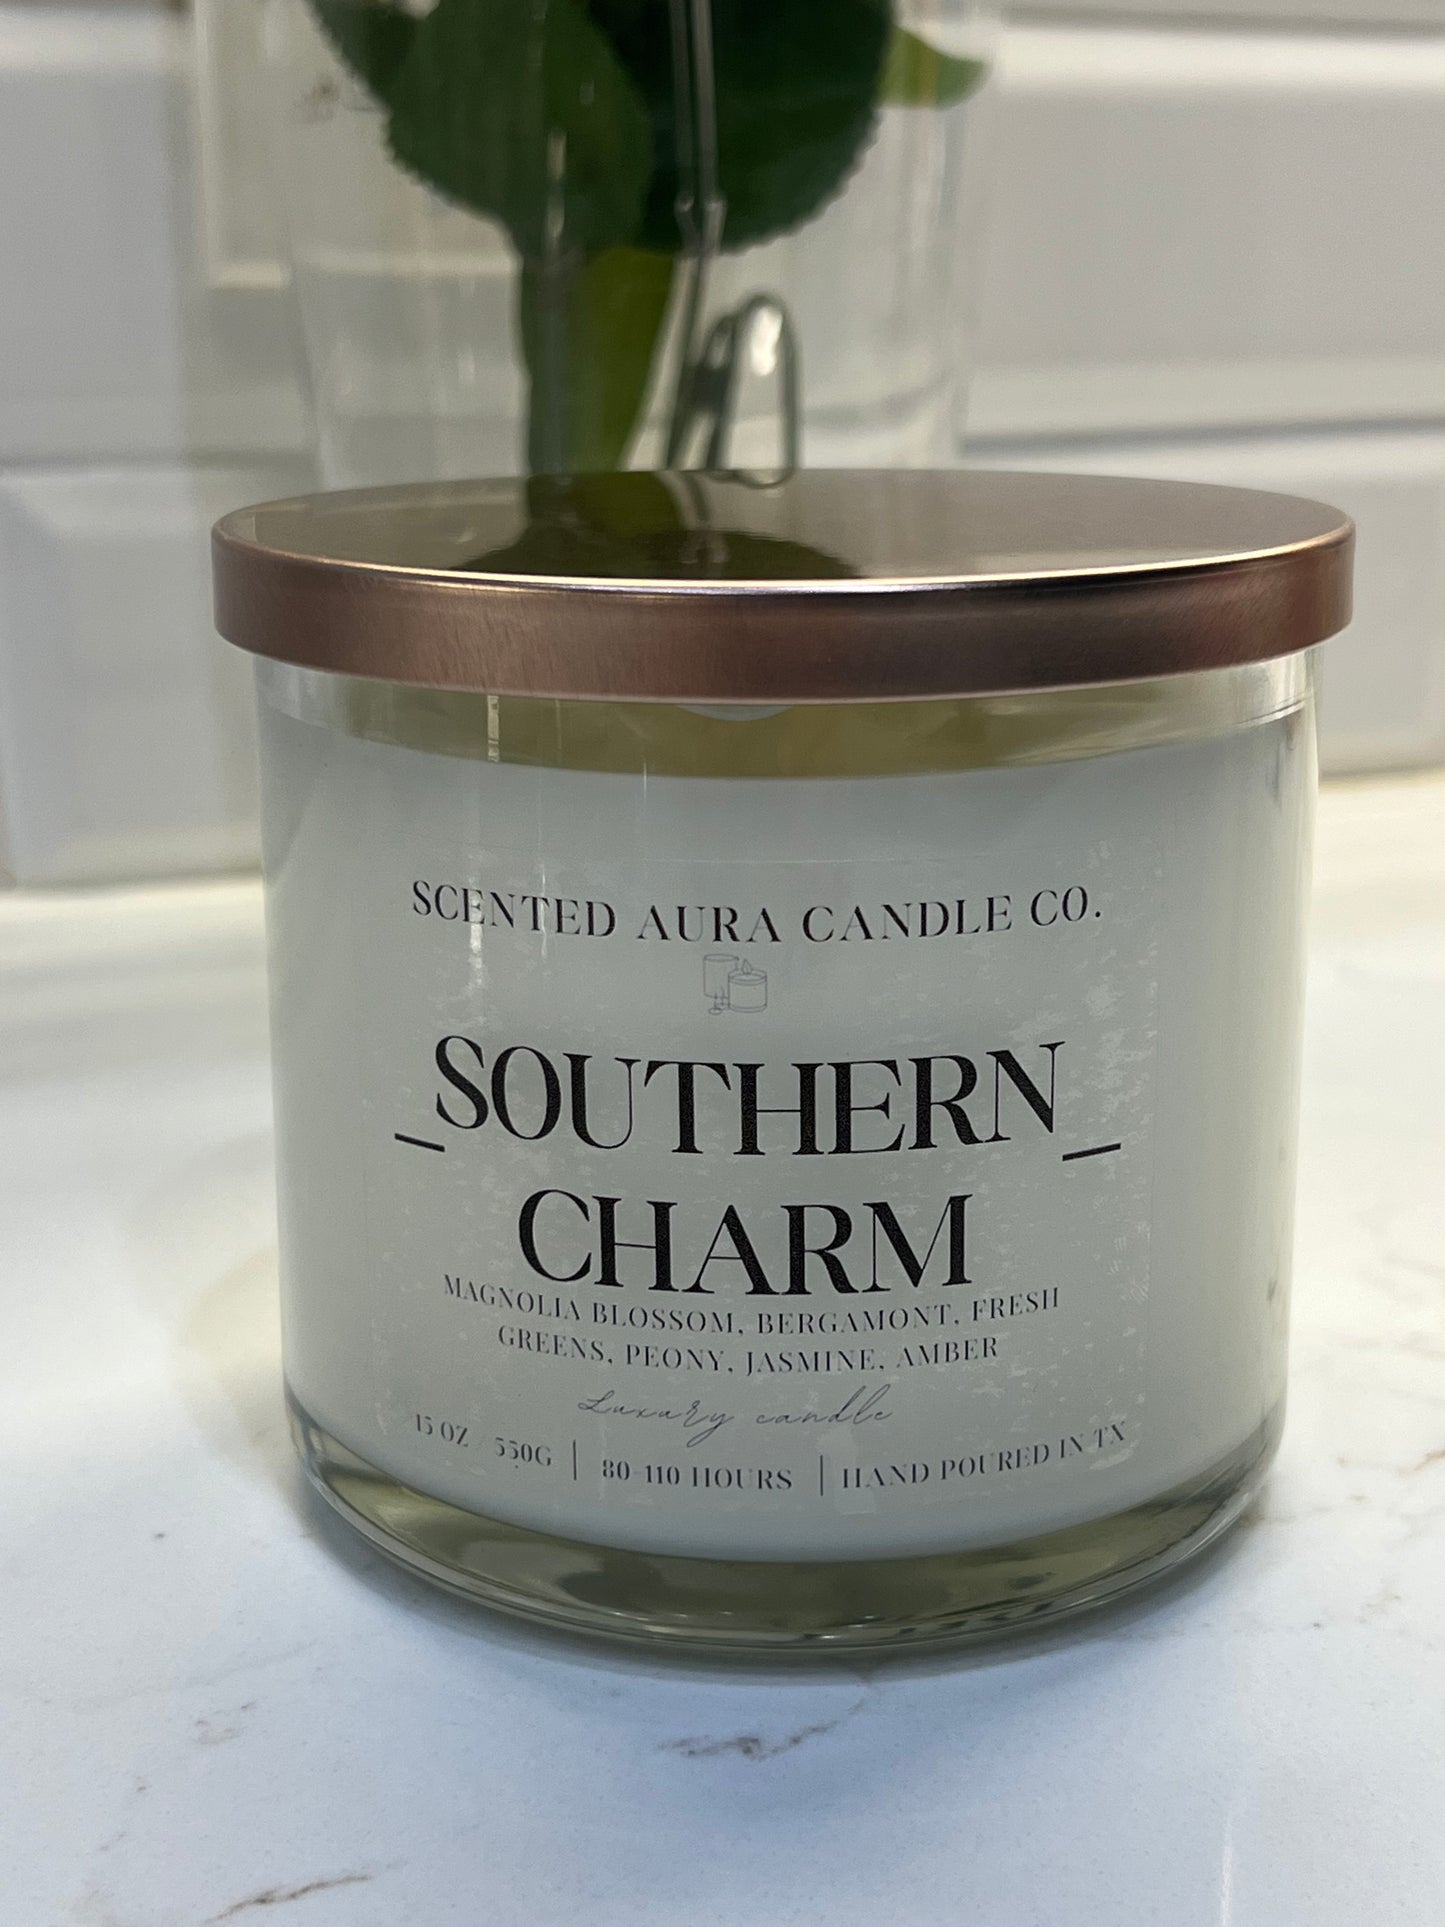 SCENTED AURA CANDLE CO.
_SOUTHERN_
CHARM
MAGNOLIA BLOSSOM, BERGAMONT, FRESH
GREENS, PEONY, JASMINE, AMBER
Luxury candle
15 OZ / 550G | 80-110 HOURS | HAND POURED IN TX